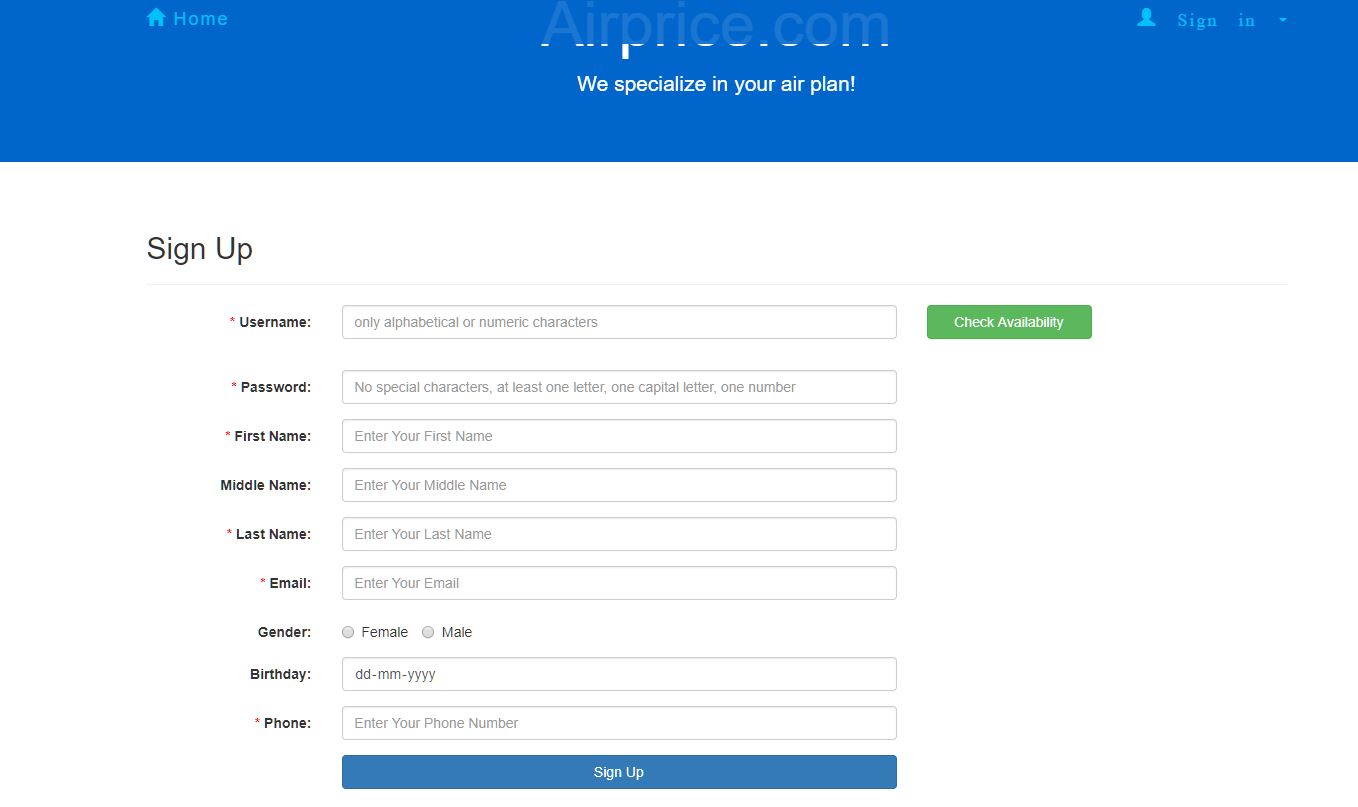 Home
Airprice.com
Sign in
We specialize in your air plan!
Sign Up
* Username: only alphabetical or numeric characters Check Availability
* Password: No special characters, at least one letter, one capital letter, one number
* First Name: Enter Your First Name
Middle Name: Enter Your Middle Name
* Last Name: Enter Your Last Name
* Email: Enter Your Email
Gender: Female Male
Birthday: dd-mm-yyyy
* Phone: Enter Your Phone Number
Sign Up